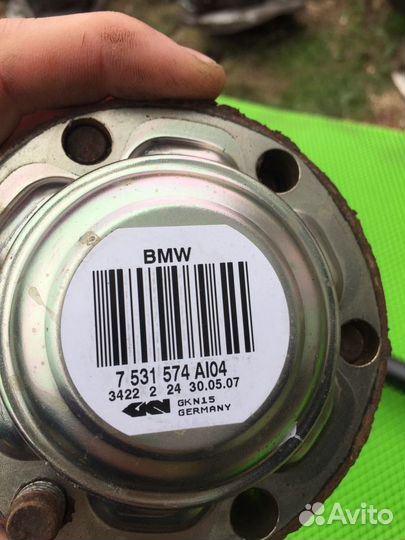 BMW
7 531 574 AI04
3422 2 24 30.05.07
GKN GKN15
GERMANY
Avito